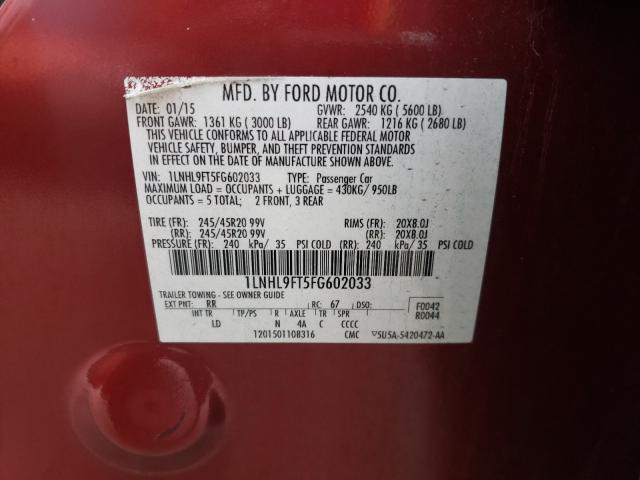 MFD. BY FORD MOTOR CO.
DATE: 01/15 GVWR: 2540 KG ( 5600 LB)
FRONT GAWR: 1361 KG ( 3000 LB) REAR GAWR: 1216 KG ( 2680 LB)
THIS VEHICLE CONFORMS TO ALL APPLICABLE FEDERAL MOTOR
VEHICLE SAFETY, BUMPER, AND THEFT PREVENTION STANDARDS
IN EFFECT ON THE DATE OF MANUFACTURE SHOWN ABOVE.
VIN: 1LNHL9FT5FG602033 TYPE: Passenger Car
MAXIMUM LOAD = OCCUPANTS + LUGGAGE = 430KG/ 950LB
OCCUPANTS = 5 TOTAL; 2 FRONT, 3 REAR
TIRE (FR): 245/45R20 99V RIMS (FR): 20X8.0J
(RR): 245/45R20 99V (RR): 20X8.0J
PRESSURE (FR): 240 kPa/ 35 PSI COLD (RR): 240 kPa/ 35 PSI COLD
1LNHL9FT5FG602033
TRAILER TOWING - SEE OWNER GUIDE
EXT PNT: RR RC: 67 DSO: F0042
INT TR TP/PS R AXLE TR SPR R0044
LD N 4A C CCCC
1201501108316 CMC 5U5A-5420472-AA